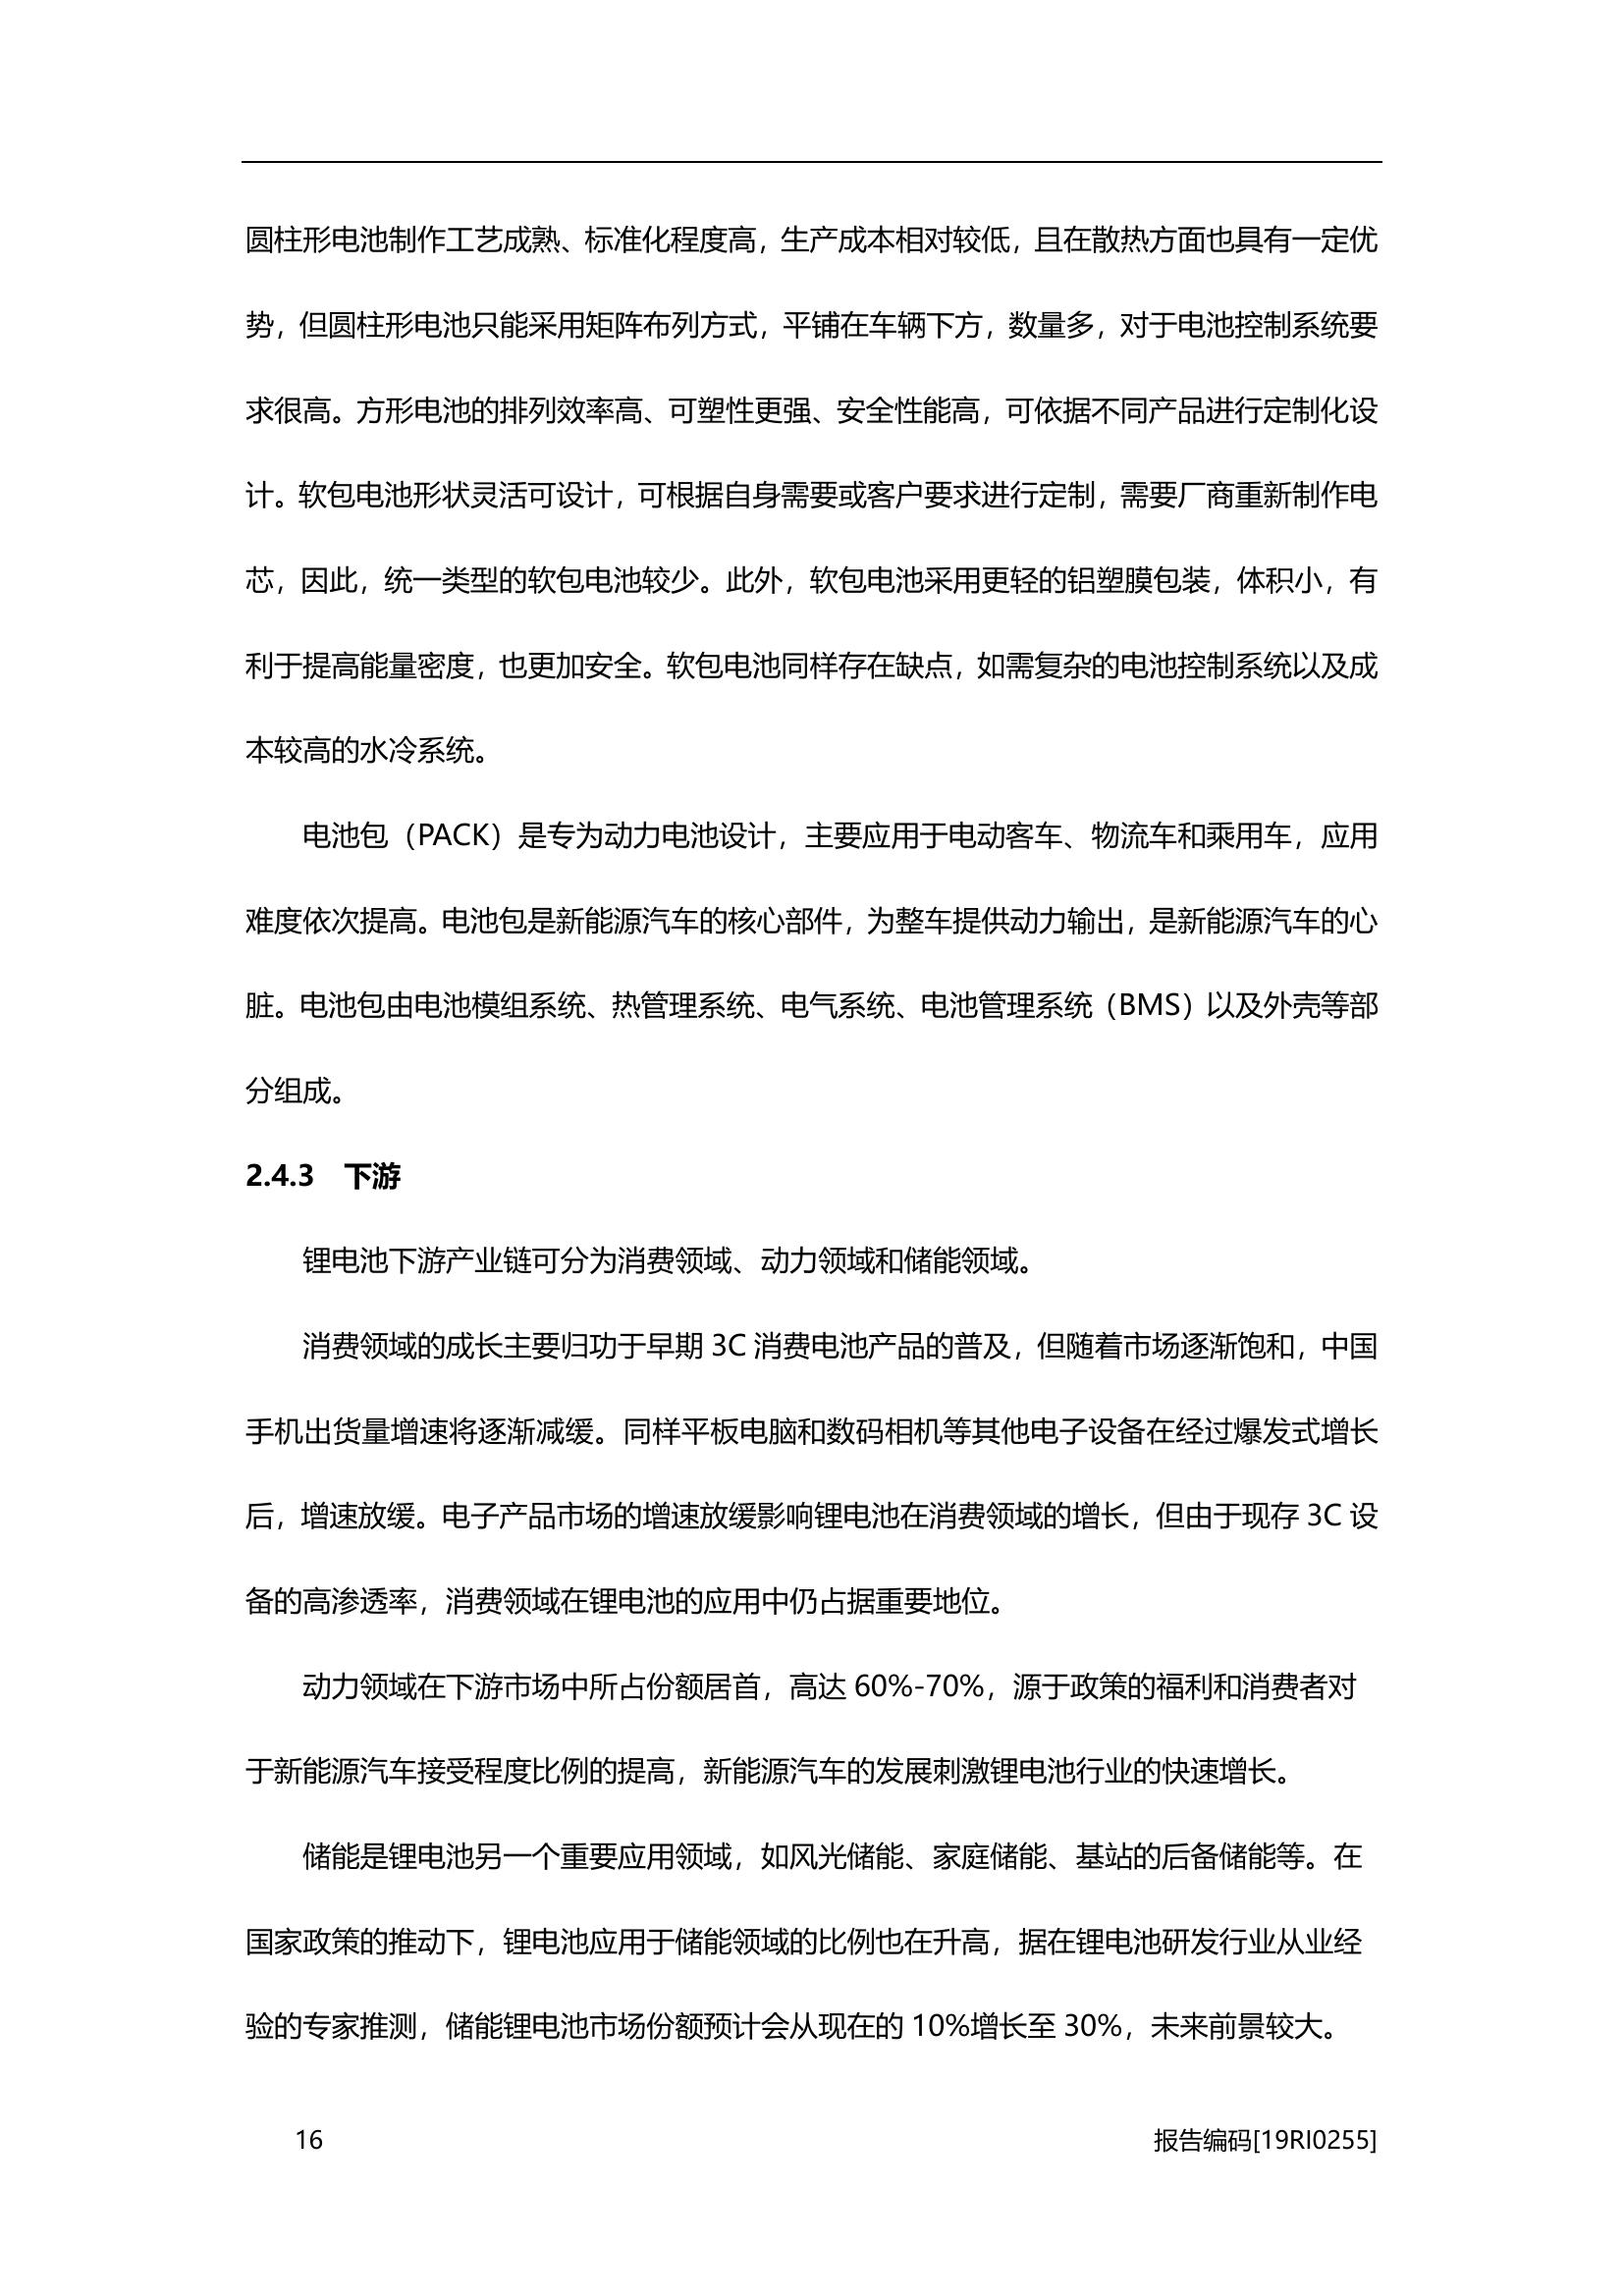 圆柱形电池制作工艺成熟、标准化程度高，生产成本相对较低，且在散热方面也具有一定优
势，但圆柱形电池只能采用矩阵布列方式，平铺在车辆下方，数量多，对于电池控制系统要
求很高。方形电池的排列效率高、可塑性更强、安全性能高，可依据不同产品进行定制化设
计。软包电池形状灵活可设计，可根据自身需要或客户要求进行定制，需要厂商重新制作电
芯，因此，统一类型的软包电池较少。此外，软包电池采用更轻的铝塑膜包装，体积小，有
利于提高能量密度，也更加安全。软包电池同样存在缺点，如需复杂的电池控制系统以及成
本较高的水冷系统。
电池包（PACK）是专为动力电池设计，主要应用于电动客车、物流车和乘用车，应用
难度依次提高。电池包是新能源汽车的核心部件，为整车提供动力输出，是新能源汽车的心
脏。电池包由电池模组系统、热管理系统、电气系统、电池管理系统（BMS）以及外壳等部
分组成。
2.4.3 下游
锂电池下游产业链可分为消费领域、动力领域和储能领域。
消费领域的成长主要归功于早期 3C 消费电池产品的普及，但随着市场逐渐饱和，中国
手机出货量增速将逐渐减缓。同样平板电脑和数码相机等其他电子设备在经过爆发式增长
后，增速放缓。电子产品市场的增速放缓影响锂电池在消费领域的增长，但由于现存 3C 设
备的高渗透率，消费领域在锂电池的应用中仍占据重要地位。
动力领域在下游市场中所占份额居首，高达 60%-70%，源于政策的福利和消费者对
于新能源汽车接受程度比例的提高，新能源汽车的发展刺激锂电池行业的快速增长。
储能是锂电池另一个重要应用领域，如风光储能、家庭储能、基站的后备储能等。在
国家政策的推动下，锂电池应用于储能领域的比例也在升高，据在锂电池研发行业从业经
验的专家推测，储能锂电池市场份额预计会从现在的 10%增长至 30%，未来前景较大。
16 报告编码[19RI0255]